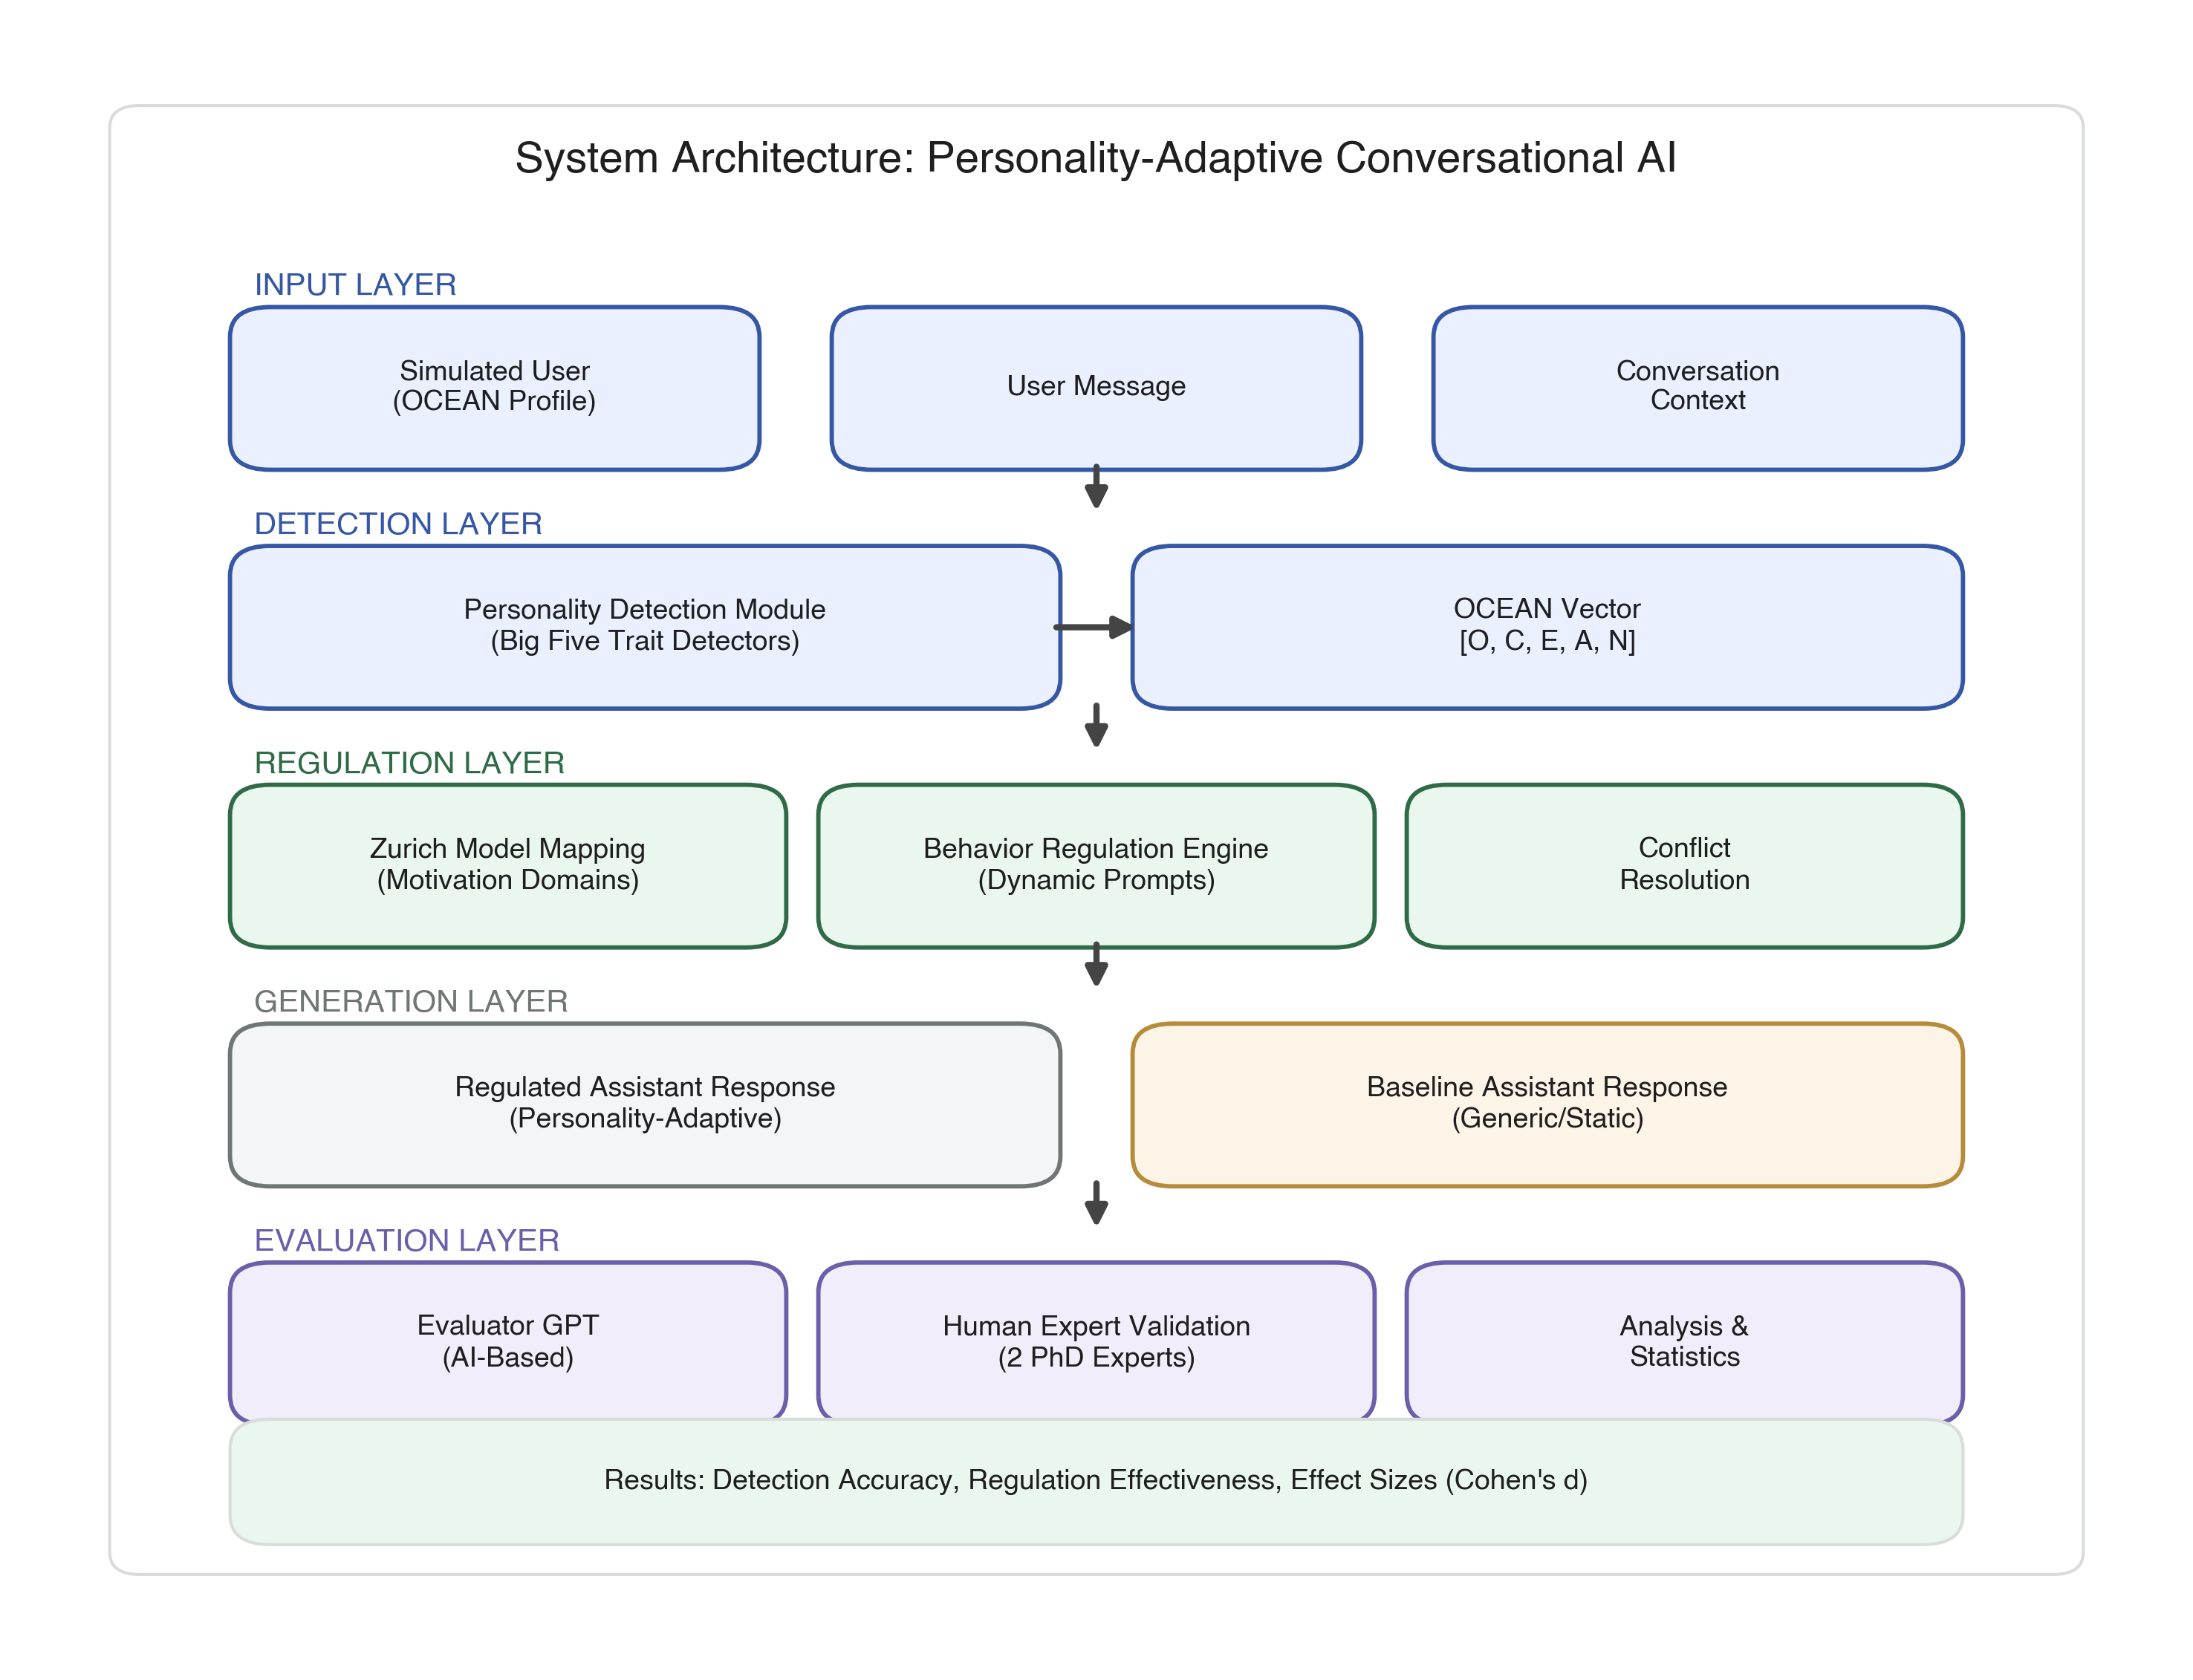 System Architecture: Personality-Adaptive Conversational AI
INPUT LAYER
Simulated User
(OCEAN Profile)
User Message
Conversation
Context
DETECTION LAYER
Personality Detection Module
(Big Five Trait Detectors)
OCEAN Vector
[O, C, E, A, N]
REGULATION LAYER
Zurich Model Mapping
(Motivation Domains)
Behavior Regulation Engine
(Dynamic Prompts)
Conflict
Resolution
GENERATION LAYER
Regulated Assistant Response
(Personality-Adaptive)
Baseline Assistant Response
(Generic/Static)
EVALUATION LAYER
Evaluator GPT
(AI-Based)
Human Expert Validation
(2 PhD Experts)
Analysis &
Statistics
Results: Detection Accuracy, Regulation Effectiveness, Effect Sizes (Cohen's d)